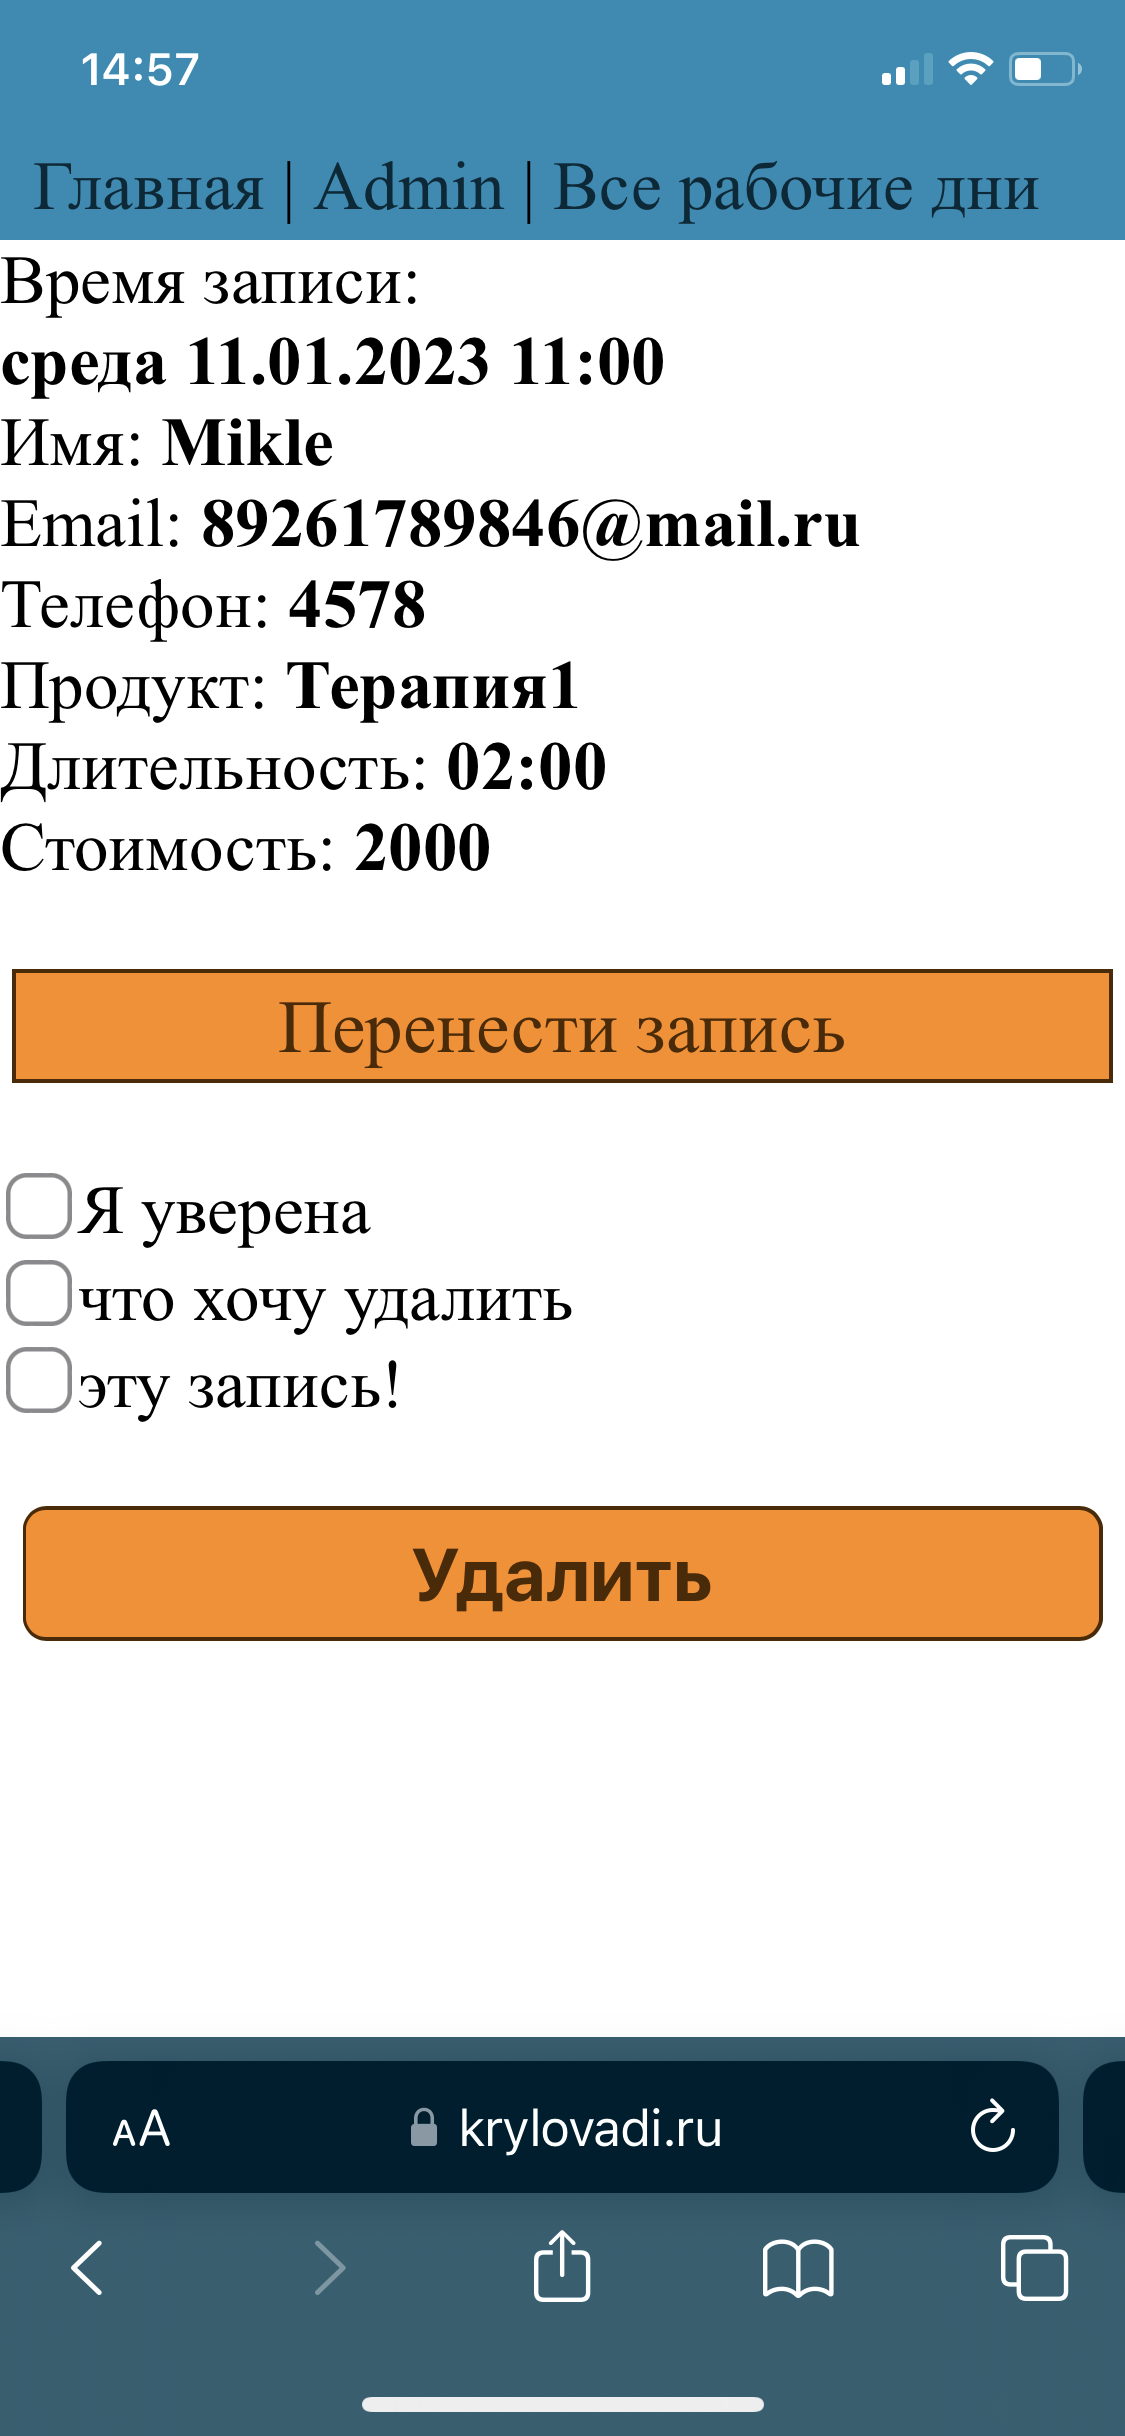 14:57
Главная | Admin | Все рабочие дни
Время записи:
среда 11.01.2023 11:00
Имя: Mikle
Email: 89261789846@mail.ru
Телефон: 4578
Продукт: Терапия1
Длительность: 02:00
Стоимость: 2000
Перенести запись
Я уверена
что хочу удалить
эту запись!
Удалить
AA krylovadi.ru